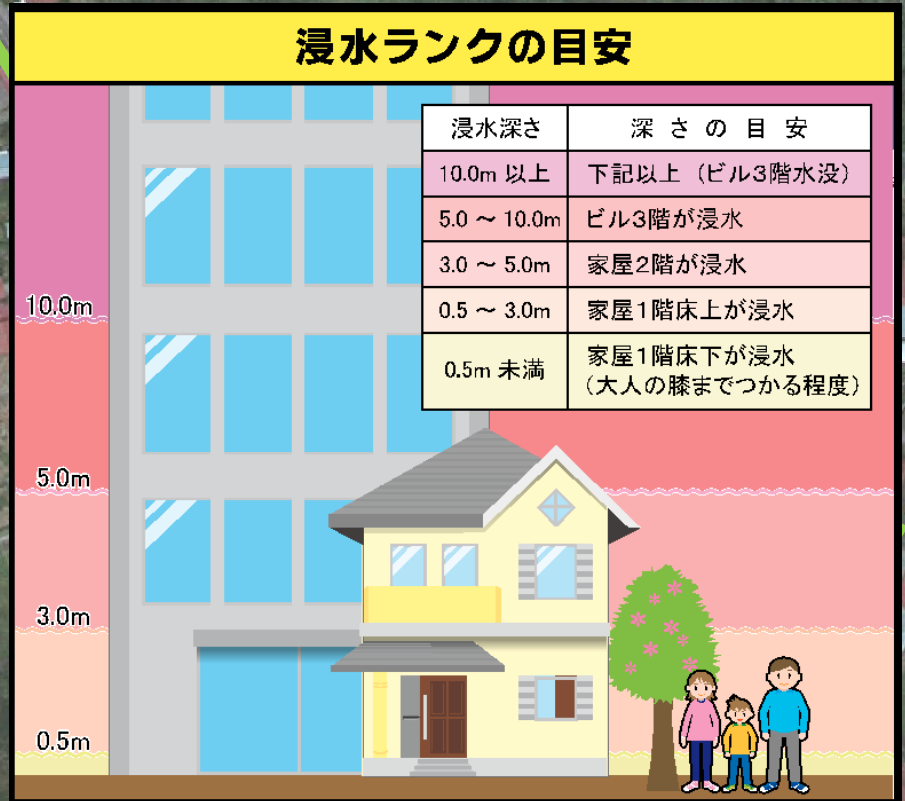 浸水ランクの目安
浸水深さ 深さの目安
10.0m 以上 下記以上（ビル3階水没）
5.0 ～ 10.0m ビル3階が浸水
3.0 ～ 5.0m 家屋2階が浸水
0.5 ～ 3.0m 家屋1階床上が浸水
0.5m 未満 家屋1階床下が浸水
（大人の膝までつかる程度）
10.0m
5.0m
3.0m
0.5m